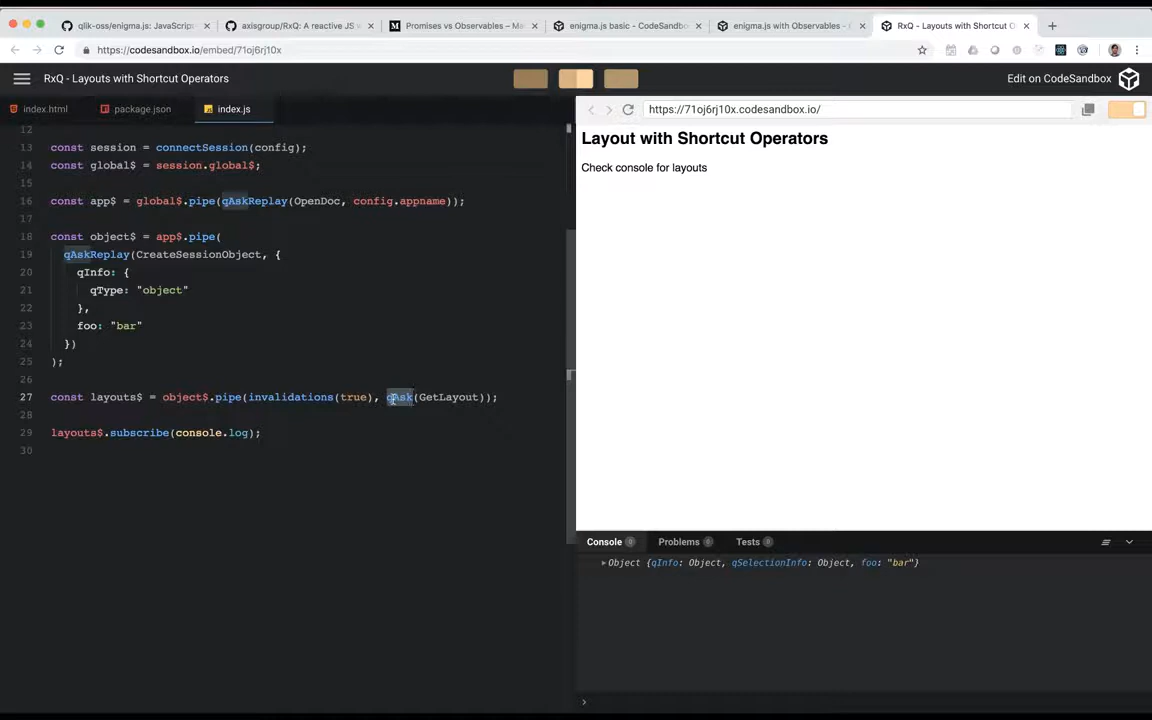 qlik-oss/enigma.js: JavaScrip
axisgroup/RxQ: A reactive JS w
Promises vs Observables – Me
enigma.js basic - CodeSandbo
enigma.js with Observables -
RxQ - Layouts with Shortcut O
https://codesandbox.io/embed/71oj6rj10x
RxQ - Layouts with Shortcut Operators
Edit on CodeSandbox
index.html
package.json
index.js
https://71oj6rj10x.codesandbox.io/
12
13 const session = connectSession(config);
14 const global$ = session.global$;
15
16 const app$ = global$.pipe(qAskReplay(OpenDoc, config.appname));
17
18 const object$ = app$.pipe(
19 qAskReplay(CreateSessionObject, {
20 qInfo: {
21 qType: "object"
22 },
23 foo: "bar"
24 })
25 );
26
27 const layouts$ = object$.pipe(invalidations(true), qAsk(GetLayout));
28
29 layouts$.subscribe(console.log);
30
Layout with Shortcut Operators
Check console for layouts
Console 0
Problems 0
Tests 0
Object {qInfo: Object, qSelectionInfo: Object, foo: "bar"}